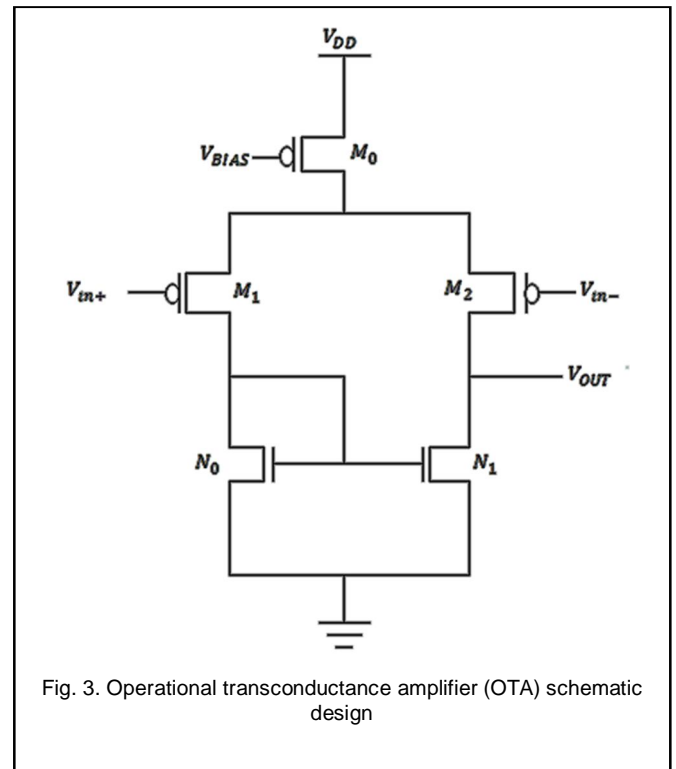 V_DD
V_BIAS M_0
V_in+ M_1 M_2 V_in-
V_OUT
N_0 N_1
Fig. 3. Operational transconductance amplifier (OTA) schematic
design